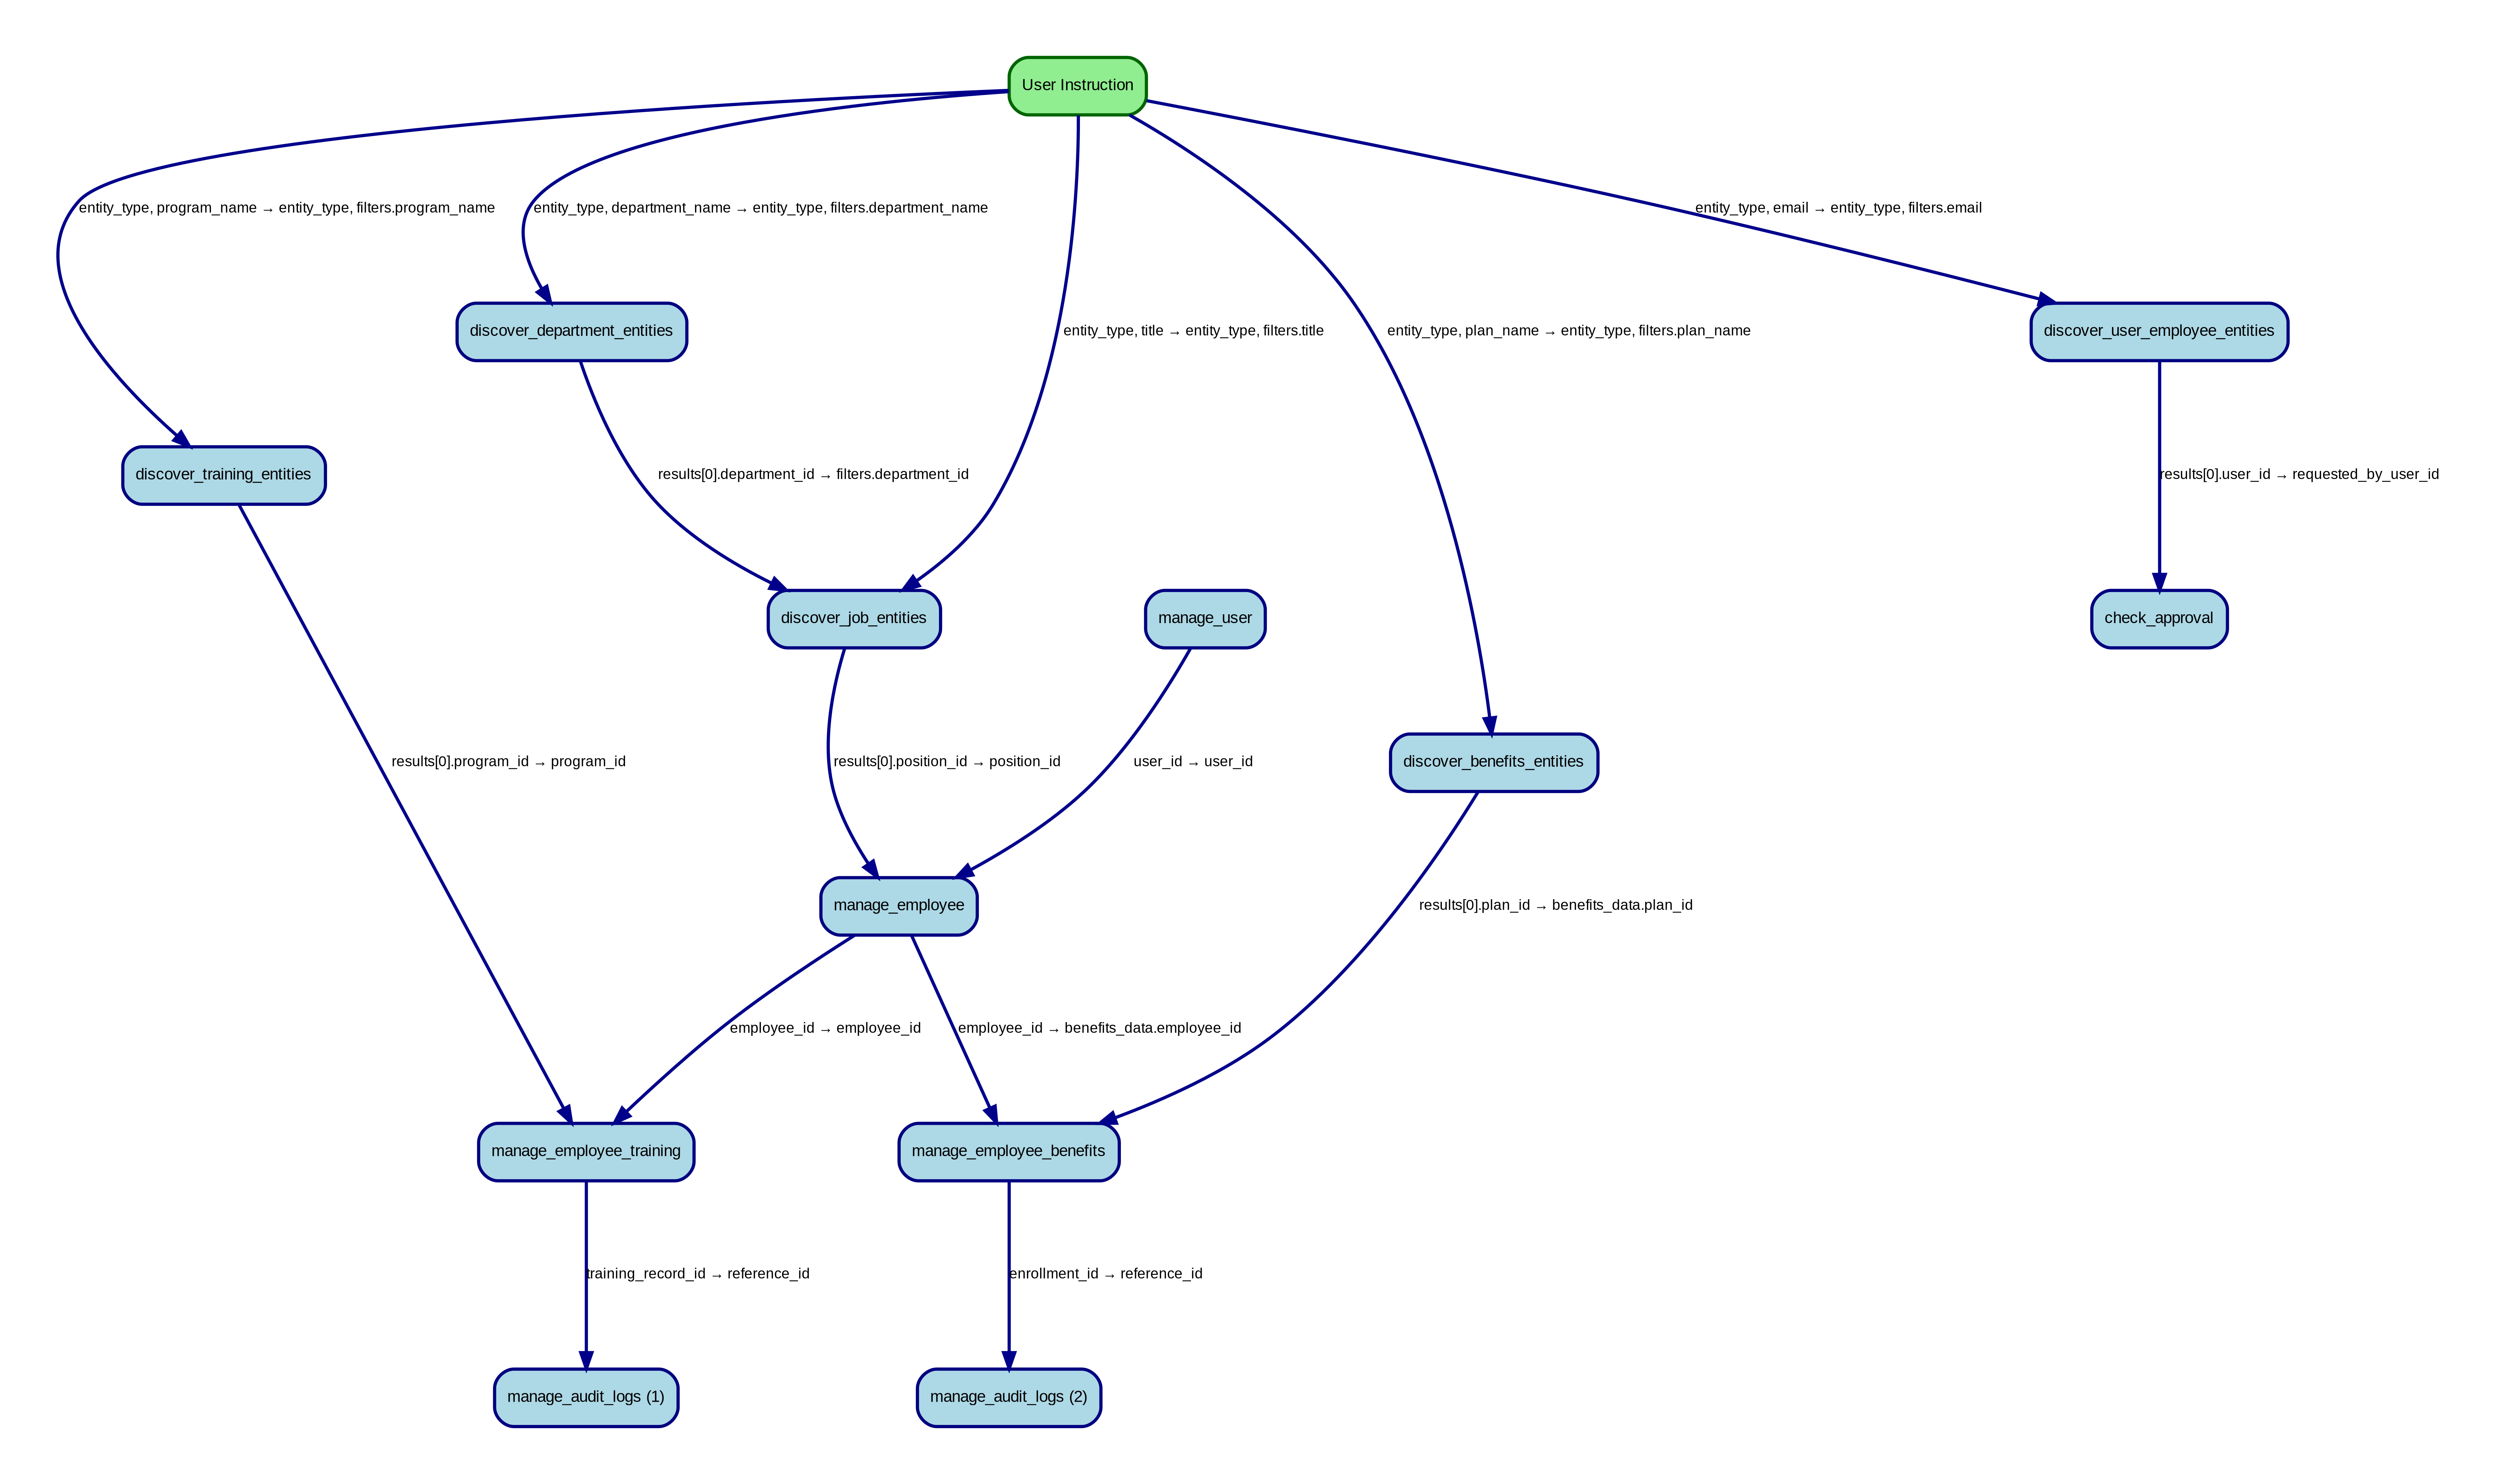 User Instruction
entity_type, program_name → entity_type, filters.program_name
entity_type, department_name → entity_type, filters.department_name
entity_type, email → entity_type, filters.email
discover_department_entities
entity_type, title → entity_type, filters.title
entity_type, plan_name → entity_type, filters.plan_name
discover_user_employee_entities
discover_training_entities
results[0].department_id → filters.department_id
results[0].user_id → requested_by_user_id
discover_job_entities
manage_user
check_approval
results[0].program_id → program_id
results[0].position_id → position_id
user_id → user_id
discover_benefits_entities
manage_employee
results[0].plan_id → benefits_data.plan_id
employee_id → employee_id
employee_id → benefits_data.employee_id
manage_employee_training
manage_employee_benefits
training_record_id → reference_id
enrollment_id → reference_id
manage_audit_logs (1)
manage_audit_logs (2)